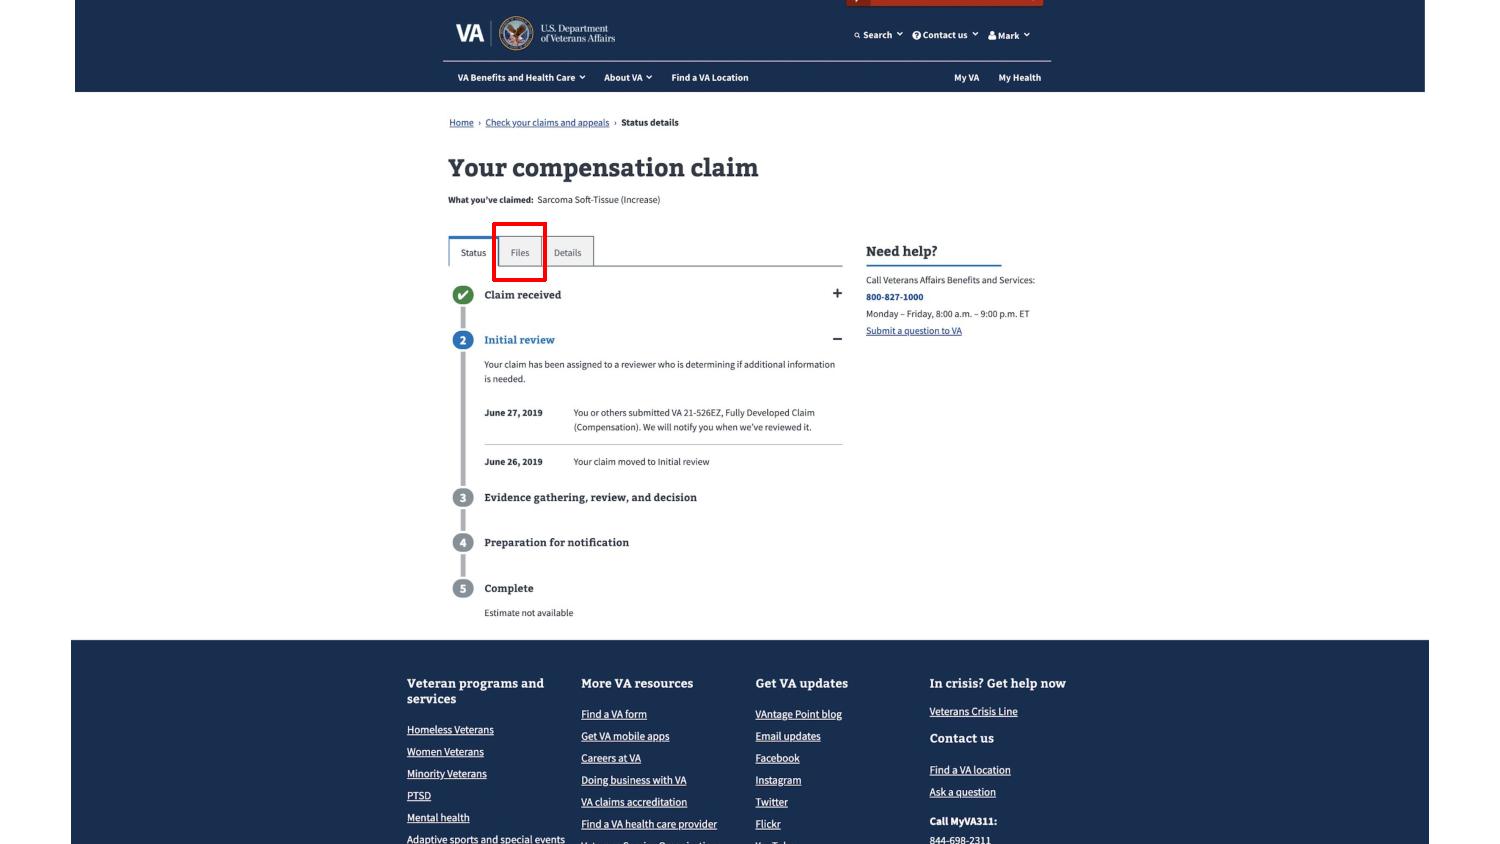 VA
U.S. Department
of Veterans Affairs
Search
Contact us
Mark
VA Benefits and Health Care
About VA
Find a VA Location
My VA
My Health
Home › Check your claims and appeals › Status details
Your compensation claim
What you've claimed: Sarcoma Soft-Tissue (Increase)
Status
Files
Details
Claim received
2 Initial review
Your claim has been assigned to a reviewer who is determining if additional information
is needed.
June 27, 2019 You or others submitted VA 21-526EZ, Fully Developed Claim
(Compensation). We will notify you when we've reviewed it.
June 26, 2019 Your claim moved to Initial review
3 Evidence gathering, review, and decision
4 Preparation for notification
5 Complete
Estimate not available
Need help?
Call Veterans Affairs Benefits and Services:
800-827-1000
Monday – Friday, 8:00 a.m. – 9:00 p.m. ET
Submit a question to VA
Veteran programs and
services
Homeless Veterans
Women Veterans
Minority Veterans
PTSD
Mental health
Adaptive sports and special events
More VA resources
Find a VA form
Get VA mobile apps
Careers at VA
Doing business with VA
VA claims accreditation
Find a VA health care provider
Get VA updates
VAntage Point blog
Email updates
Facebook
Instagram
Twitter
Flickr
In crisis? Get help now
Veterans Crisis Line
Contact us
Find a VA location
Ask a question
Call MyVA311:
844-698-2311